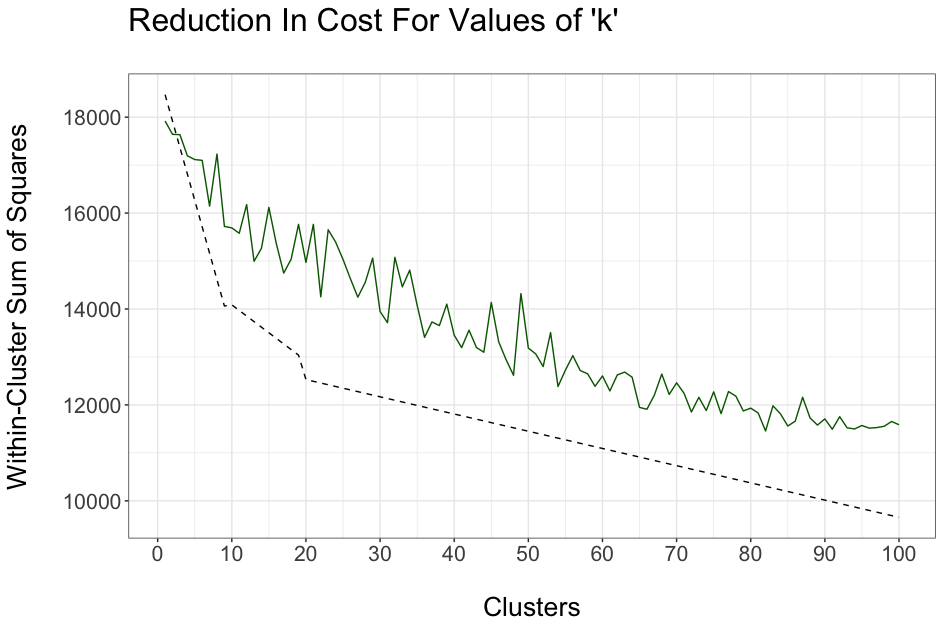 Reduction In Cost For Values of 'k'
Within-Cluster Sum of Squares
18000
16000
14000
12000
10000
0 10 20 30 40 50 60 70 80 90 100
Clusters